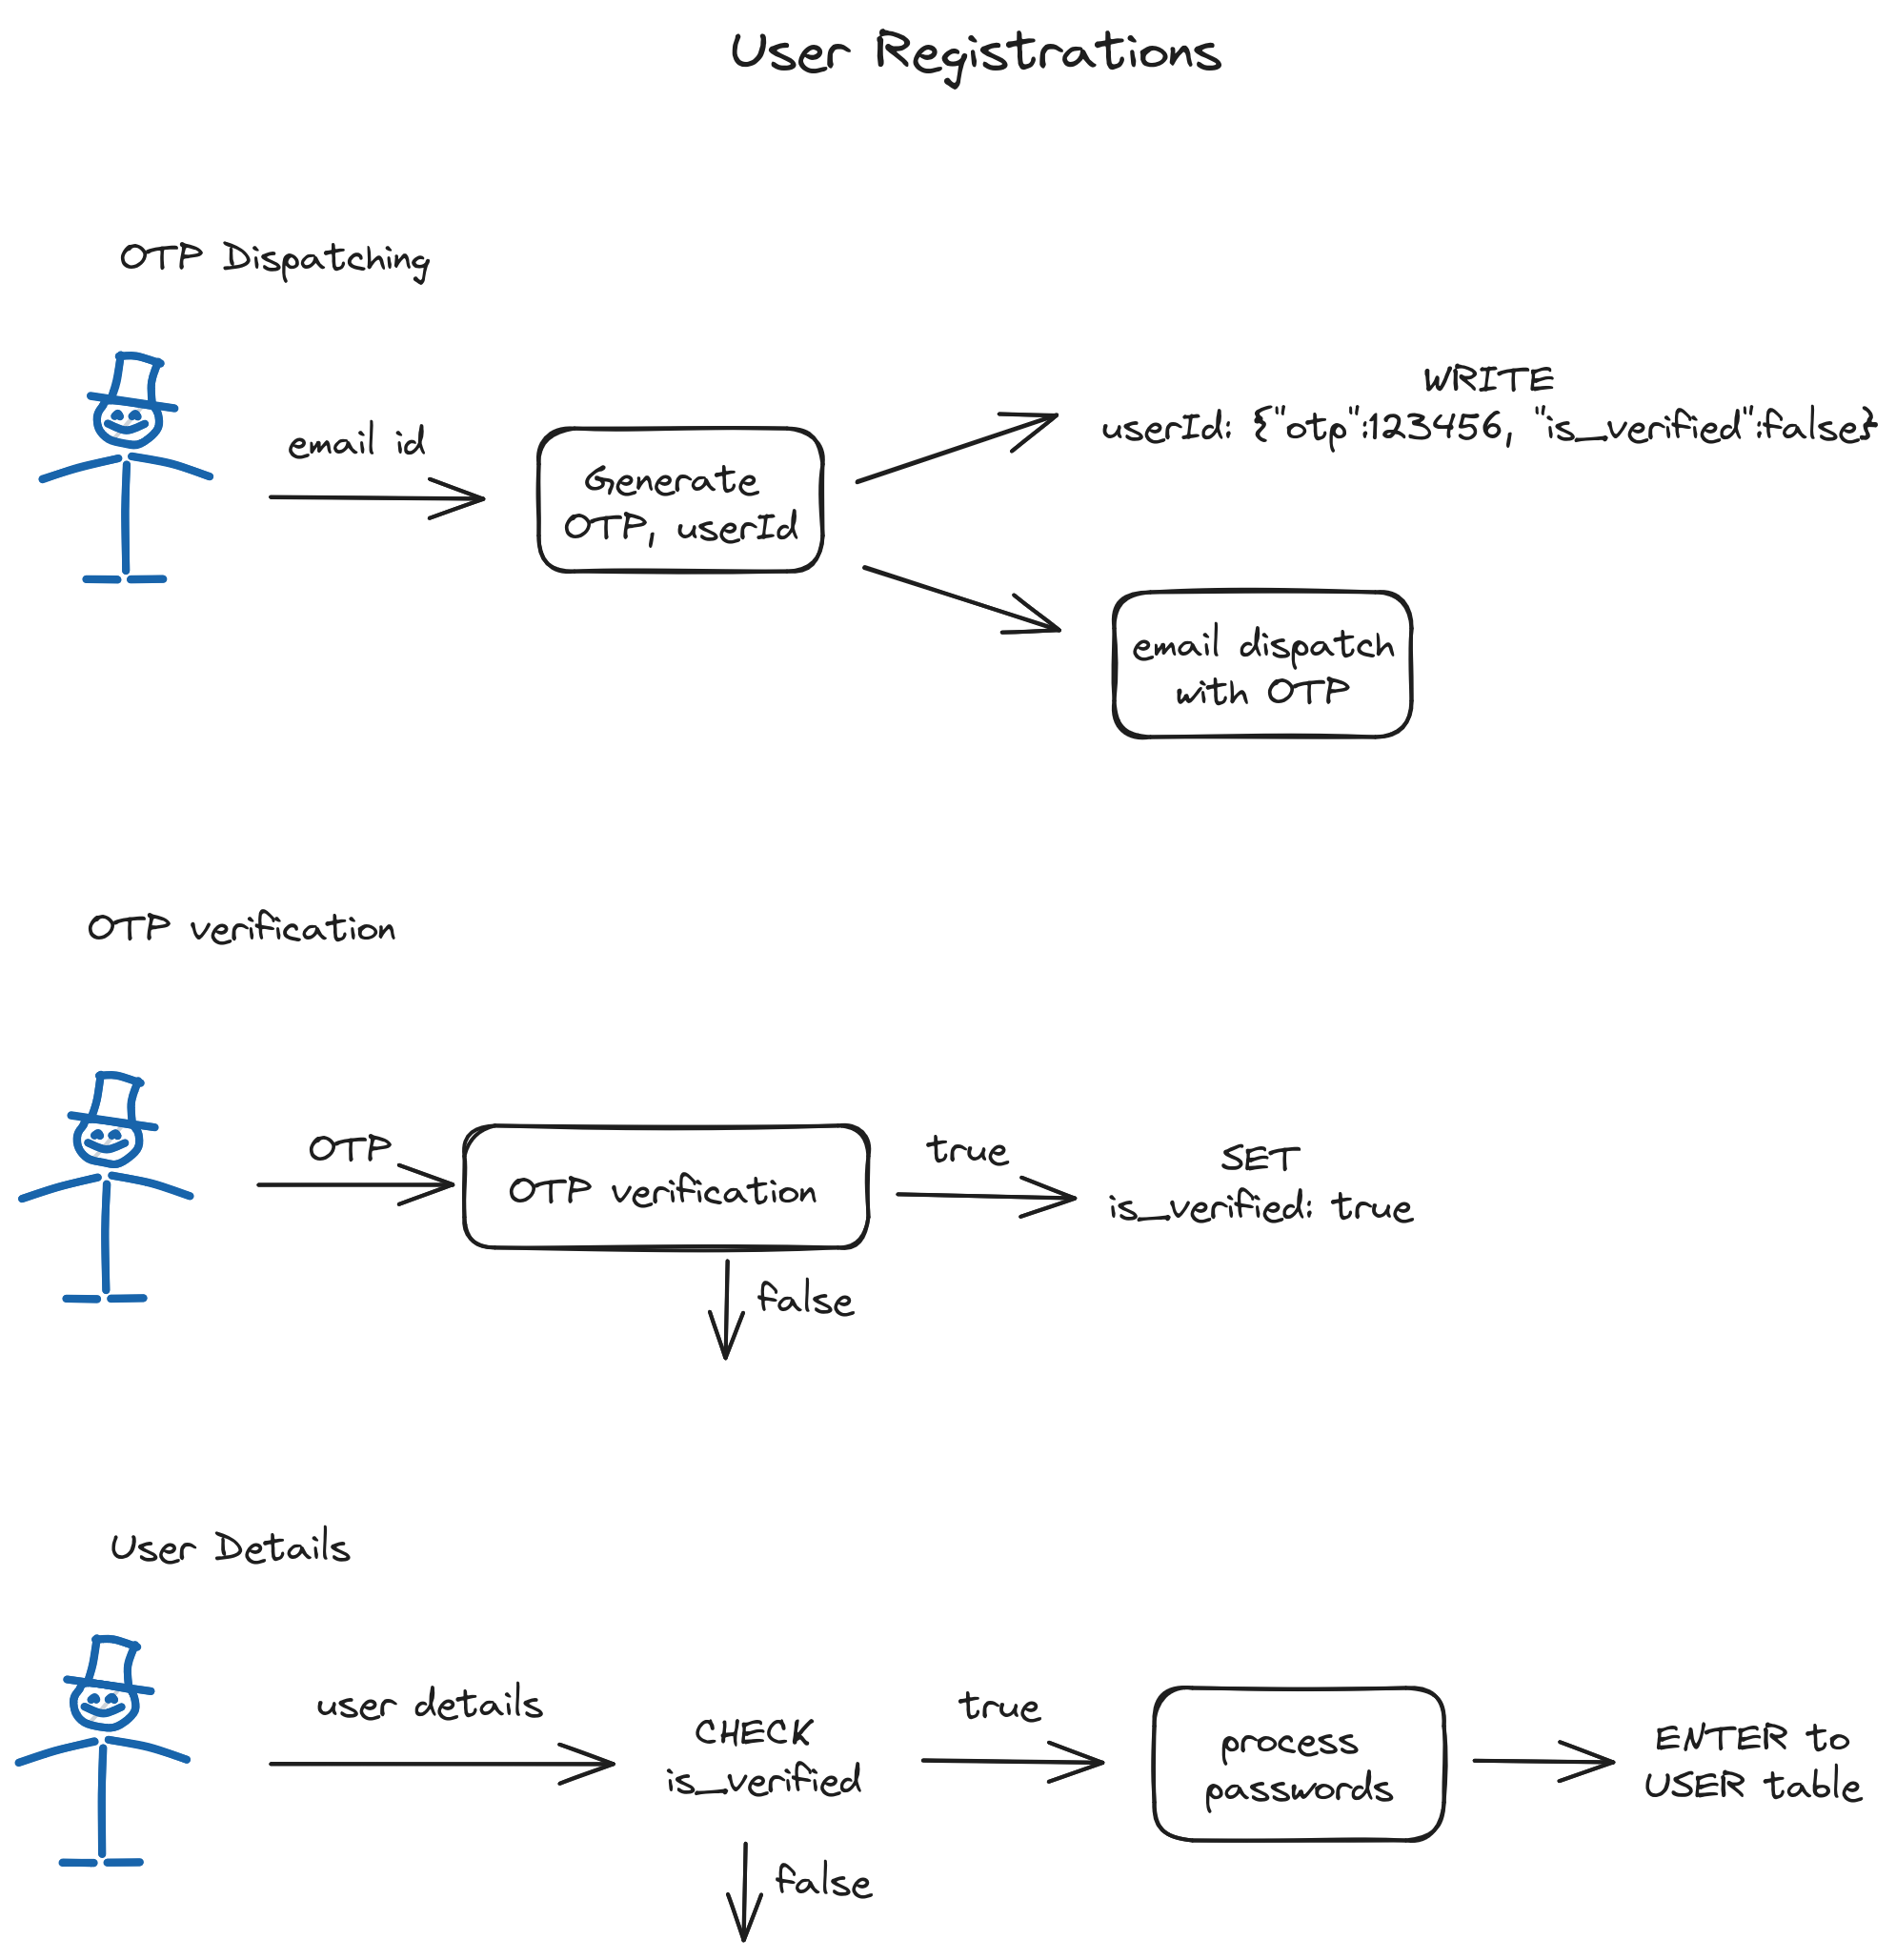 User Registrations
OTP Dispatching
email id
Generate
OTP, userId
WRITE
userId: {"otp":123456, "is_verified":false}
email dispatch
with OTP
OTP verification
OTP
OTP verification
true
SET
is_verified: true
false
User Details
user details
CHECK
is_verified
true
process
passwords
ENTER to
USER table
false